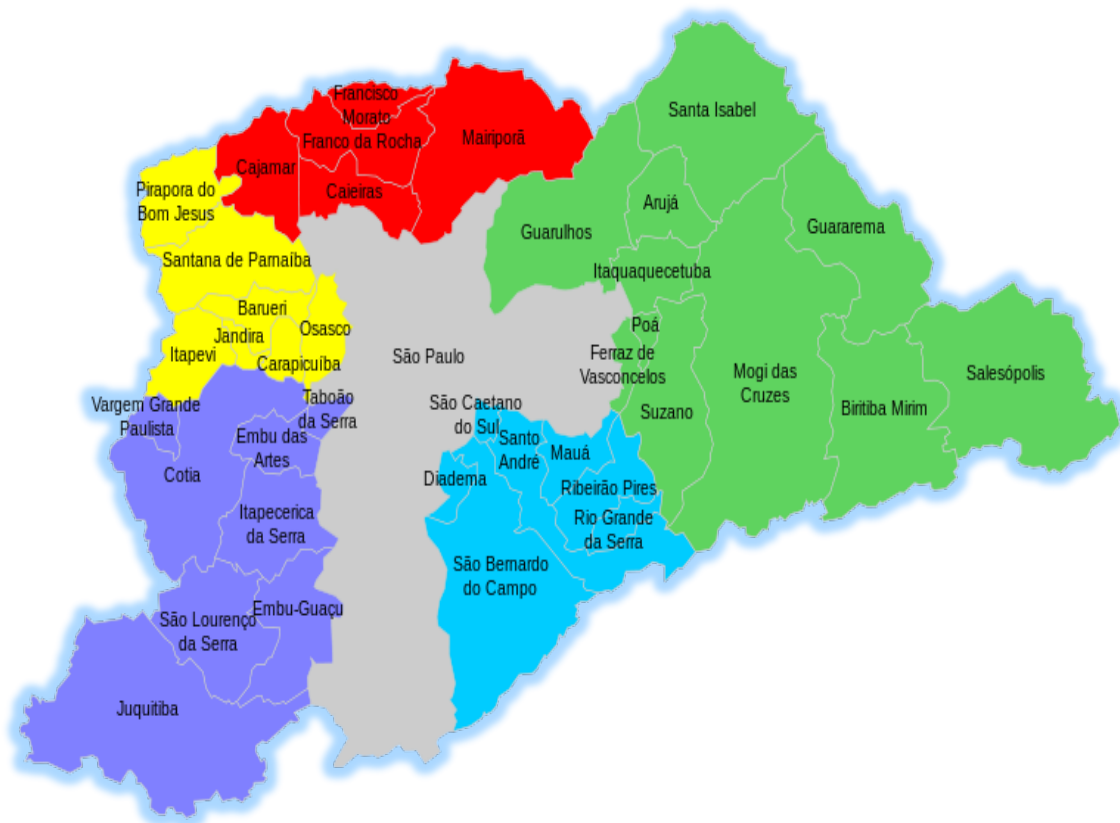 Francisco
Morato
Franco da Rocha
Mairiporã
Cajamar
Caieiras
Santa Isabel
Pirapora do
Bom Jesus
Arujá
Guarulhos
Guararema
Santana de Parnaíba
Itaquaquecetuba
Barueri
Jandira
Osasco
Itapevi
Carapicuíba
São Paulo
Poá
Ferraz de
Vasconcelos
Mogi das
Cruzes
Salesópolis
Vargem Grande
Paulista
Taboão
da Serra
São Caetano
do Sul
Suzano
Biritiba Mirim
Embu das
Artes
Santo
André
Mauá
Cotia
Diadema
Ribeirão Pires
Itapecerica
da Serra
Rio Grande
da Serra
São Bernardo
do Campo
Embu-Guaçu
São Lourenço
da Serra
Juquitiba